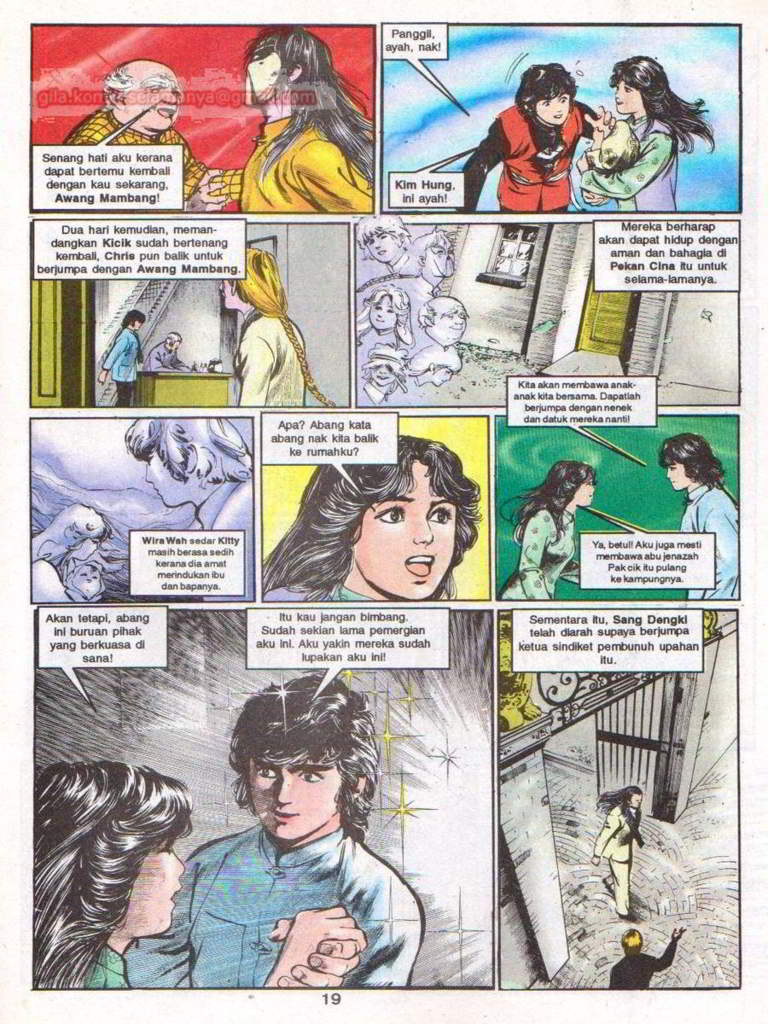 gila.komik.selamanya@gmail.com
Senang hati aku kerana
dapat bertemu kembali
dengan kau sekarang,
Awang Mambang!
Panggil,
ayah, nak!
Kim Hung,
ini ayah!
Dua hari kemudian, meman-
dangkan Kicik sudah bertenang
kembali, Chris pun balik untuk
berjumpa dengan Awang Mambang.
Mereka berharap
akan dapat hidup dengan
aman dan bahagia di
Pekan Cina itu untuk
selama-lamanya.
Wira Wah sedar Kitty
masih berasa sedih
kerana dia amat
merindukan ibu
dan bapanya.
Apa? Abang kata
abang nak kita balik
ke rumahku?
Kita akan membawa anak-
anak kita bersama. Dapatlah
berjumpa dengan nenek
dan datuk mereka nanti!
Ya, betul! Aku juga mesti
membawa abu jenazah
Pak cik itu pulang
ke kampungnya.
Akan tetapi, abang
ini buruan pihak
yang berkuasa di
sana!
Itu kau jangan bimbang.
Sudah sekian lama pemergian
aku ini. Aku yakin mereka sudah
lupakan aku ini!
Sementara itu, Sang Dengki
telah diarah supaya berjumpa
ketua sindiket pembunuh upahan
itu.
19